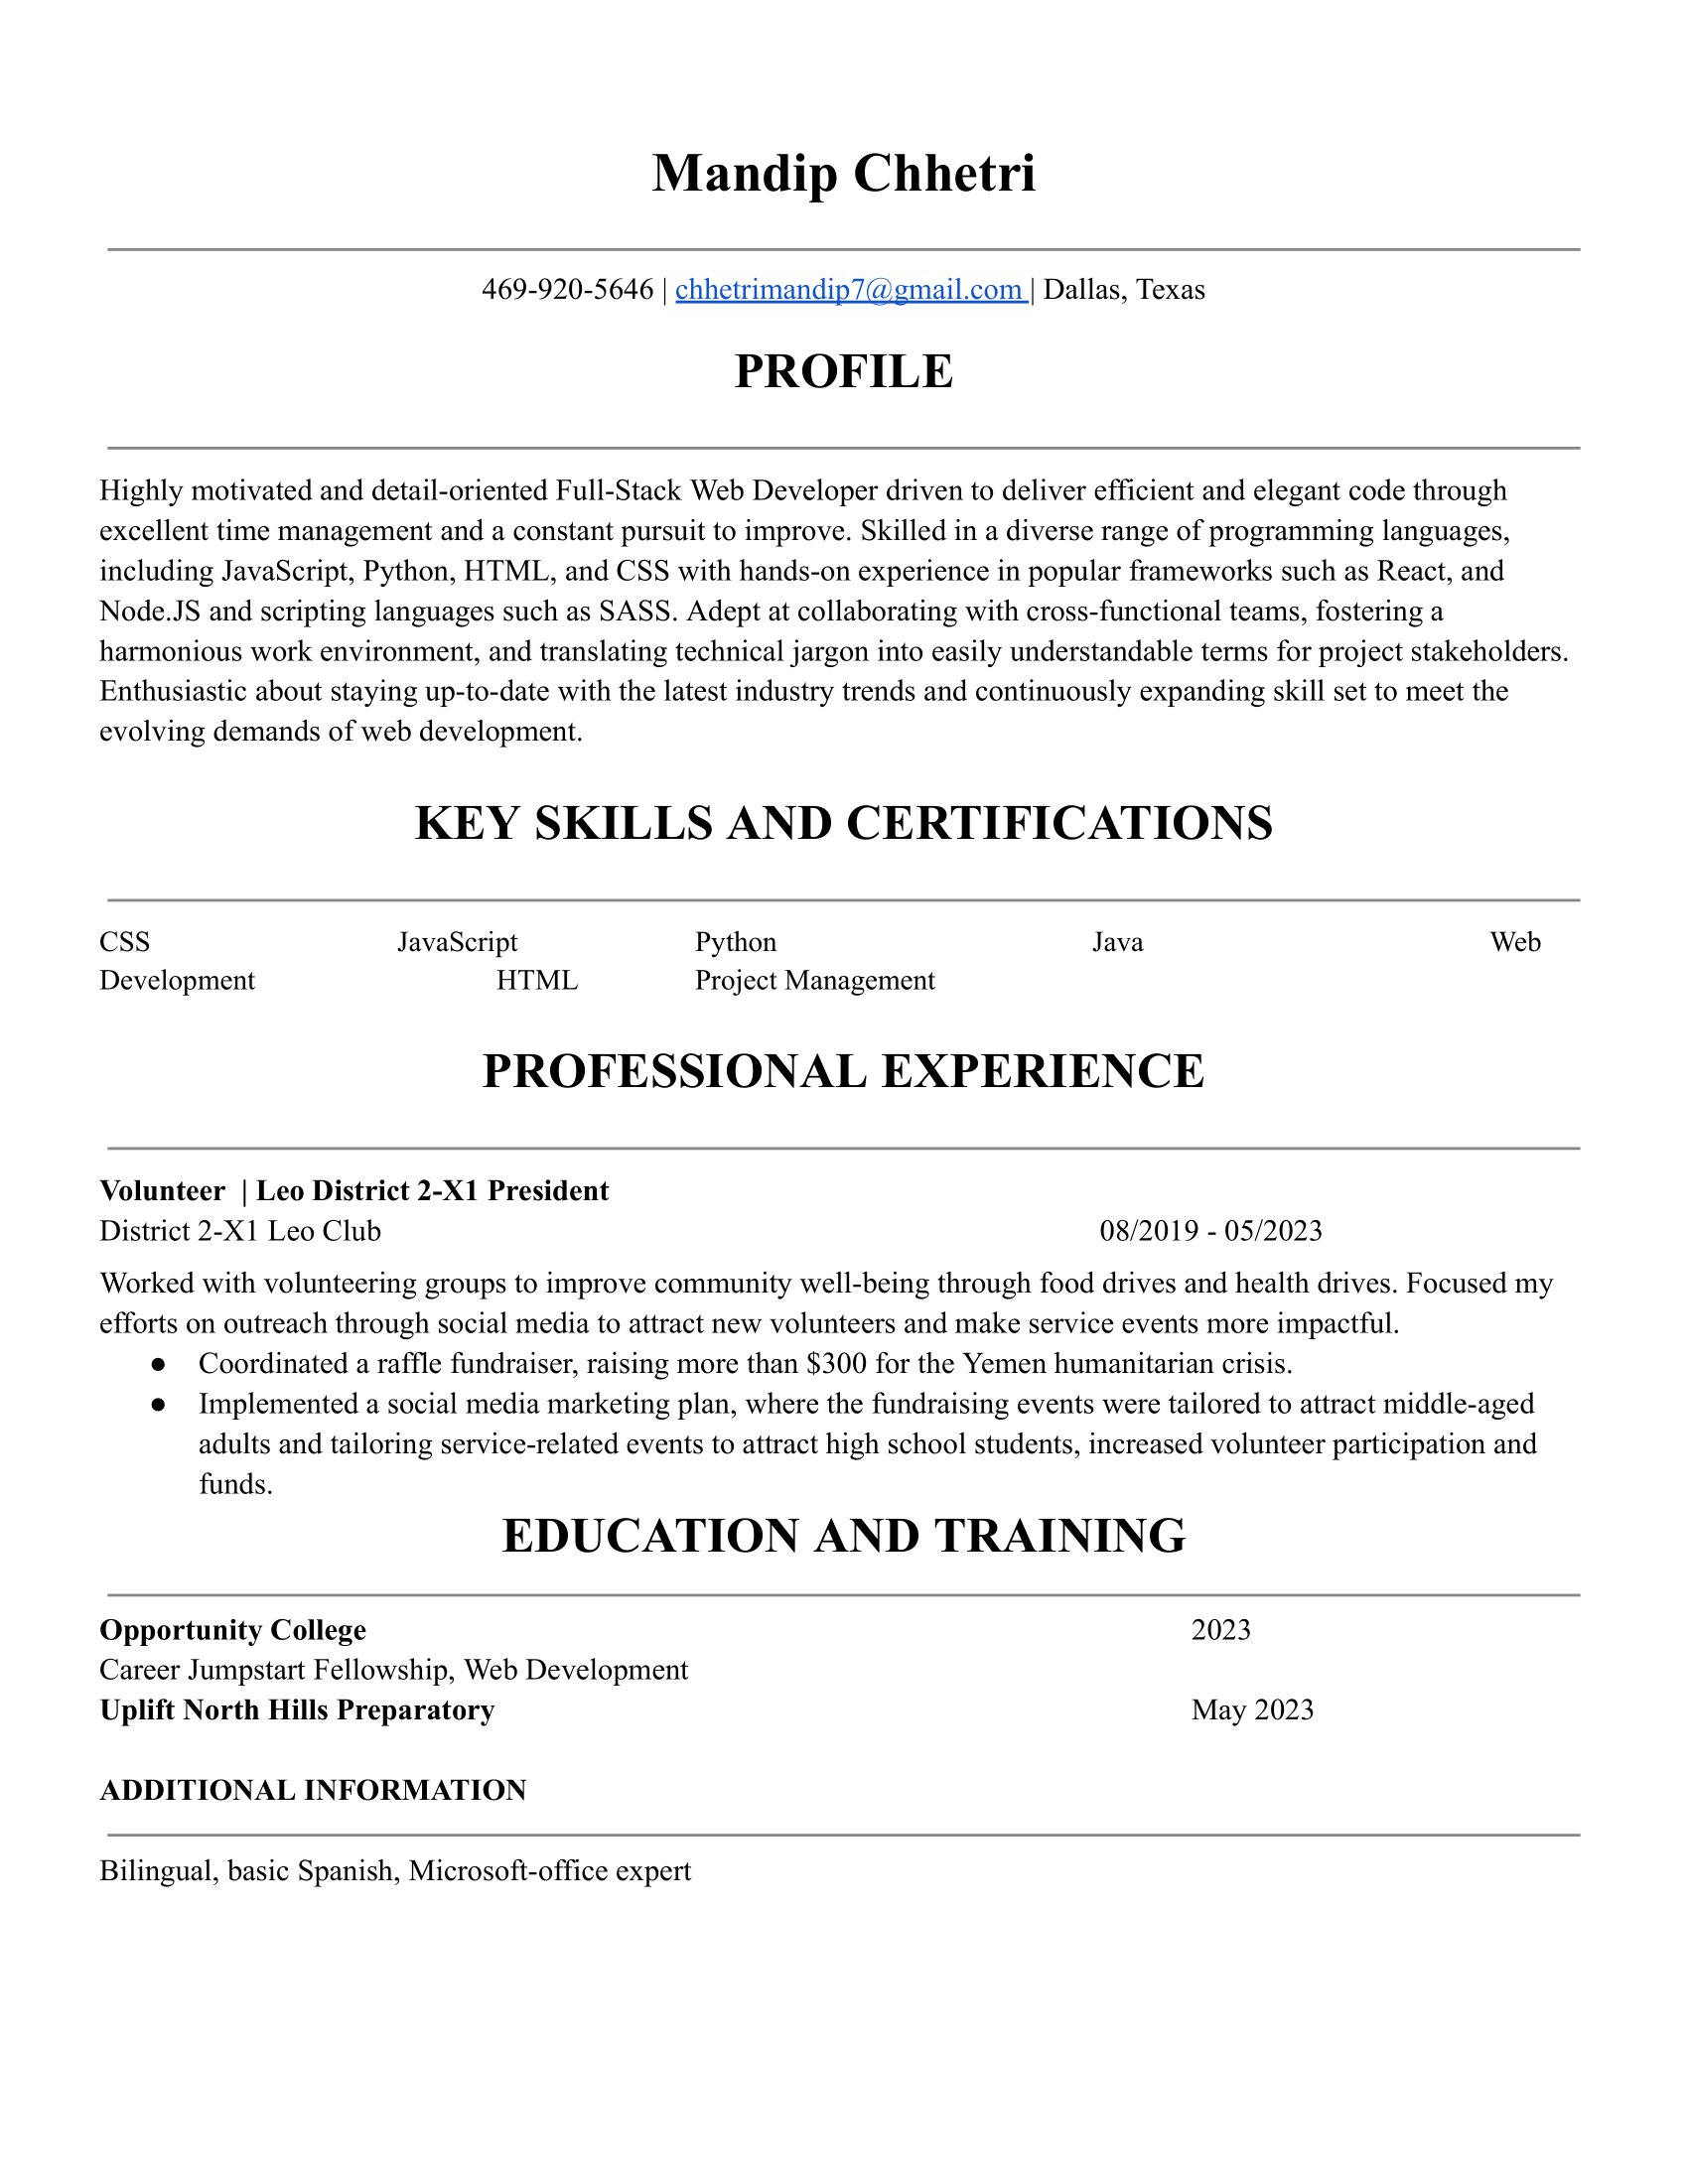 Mandip Chhetri
469-920-5646 | chhetrimandip7@gmail.com | Dallas, Texas
PROFILE
Highly motivated and detail-oriented Full-Stack Web Developer driven to deliver efficient and elegant code through
excellent time management and a constant pursuit to improve. Skilled in a diverse range of programming languages,
including JavaScript, Python, HTML, and CSS with hands-on experience in popular frameworks such as React, and
Node.JS and scripting languages such as SASS. Adept at collaborating with cross-functional teams, fostering a
harmonious work environment, and translating technical jargon into easily understandable terms for project stakeholders.
Enthusiastic about staying up-to-date with the latest industry trends and continuously expanding skill set to meet the
evolving demands of web development.
KEY SKILLS AND CERTIFICATIONS
CSS JavaScript Python Java Web
Development HTML Project Management
PROFESSIONAL EXPERIENCE
Volunteer | Leo District 2-X1 President
District 2-X1 Leo Club 08/2019 - 05/2023
Worked with volunteering groups to improve community well-being through food drives and health drives. Focused my
efforts on outreach through social media to attract new volunteers and make service events more impactful.
● Coordinated a raffle fundraiser, raising more than $300 for the Yemen humanitarian crisis.
● Implemented a social media marketing plan, where the fundraising events were tailored to attract middle-aged
adults and tailoring service-related events to attract high school students, increased volunteer participation and
funds.
EDUCATION AND TRAINING
Opportunity College 2023
Career Jumpstart Fellowship, Web Development
Uplift North Hills Preparatory May 2023
ADDITIONAL INFORMATION
Bilingual, basic Spanish, Microsoft-office expert